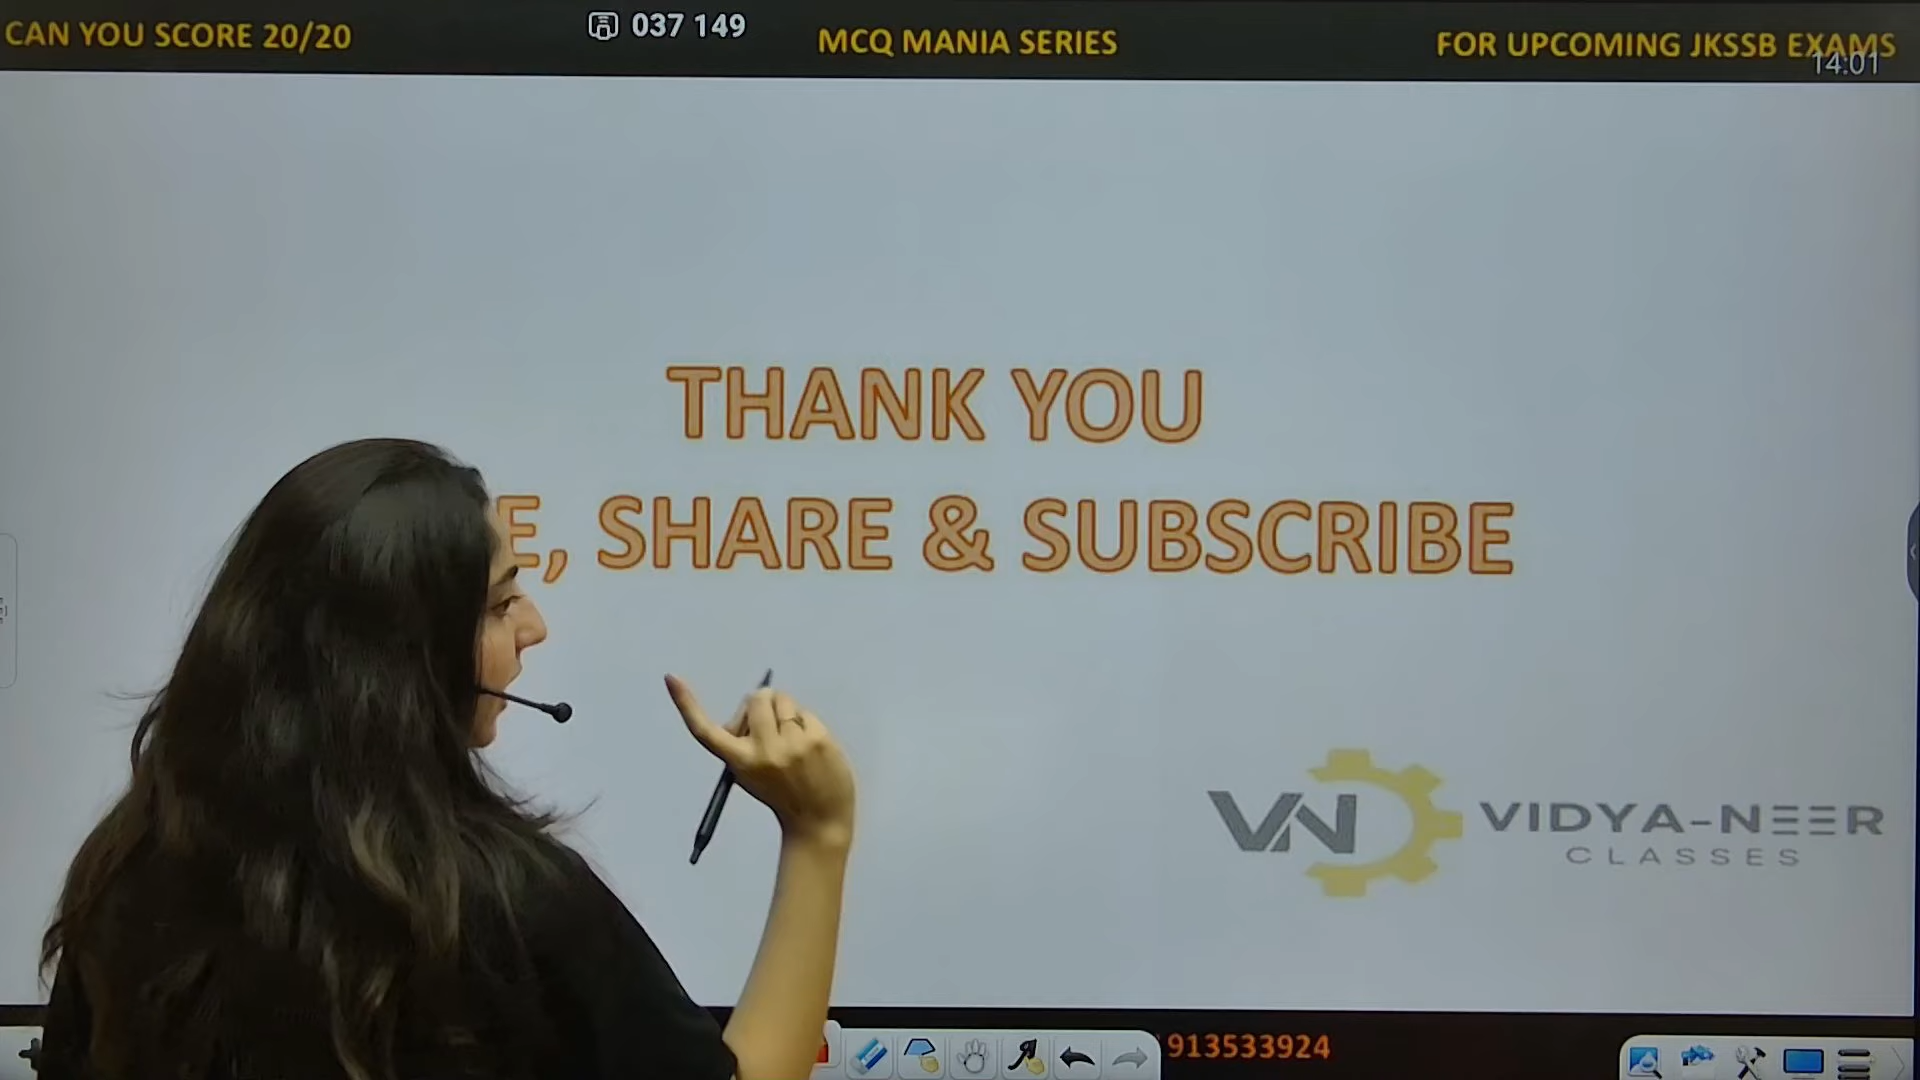 CAN YOU SCORE 20/20
037 149
MCQ MANIA SERIES
FOR UPCOMING JKSSB EXAMS
14:01
THANK YOU
E, SHARE & SUBSCRIBE
VN
VIDYA-NEER
CLASSES
913533924